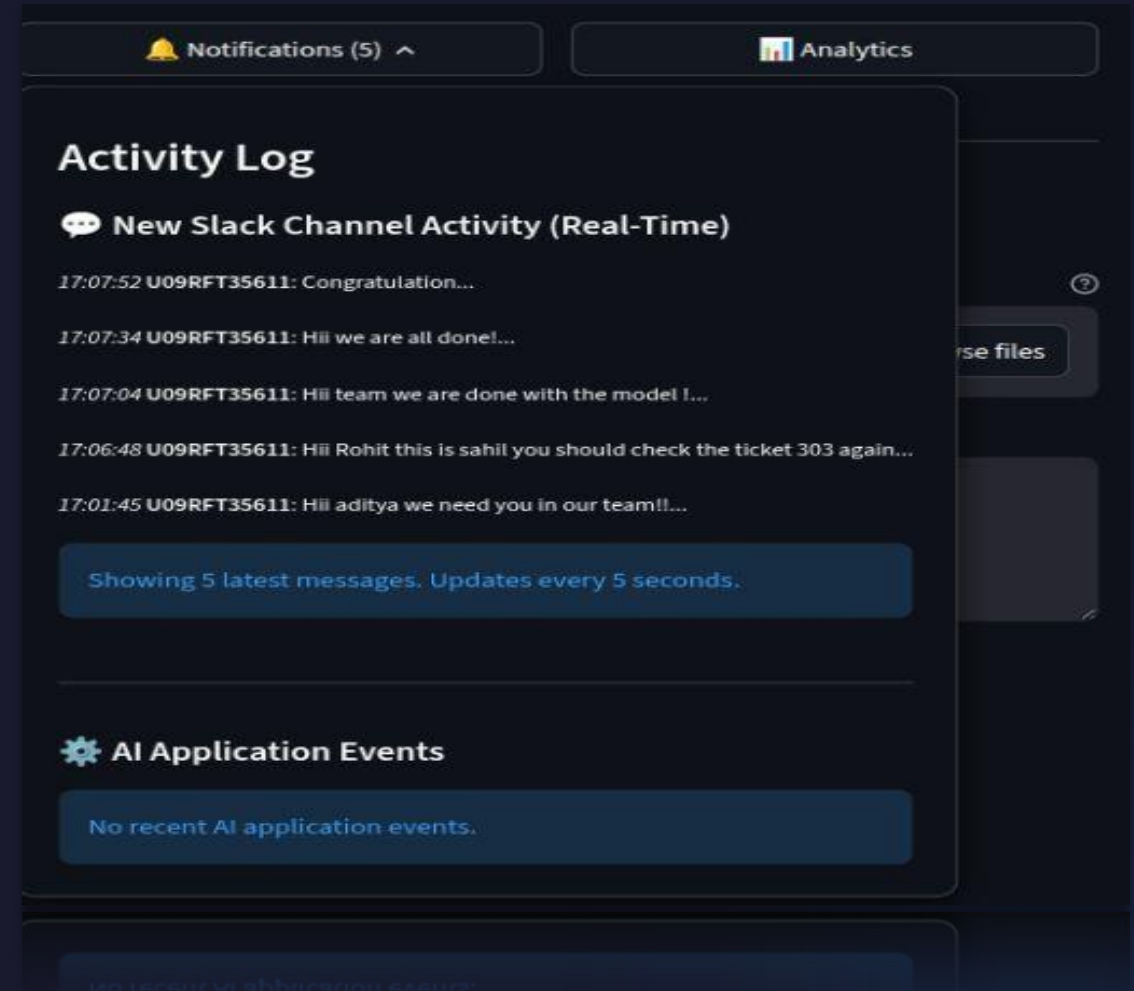 🔔 Notifications (5)
📊 Analytics
Activity Log
💬 New Slack Channel Activity (Real-Time)
17:07:52 U09RFT35611: Congratulation...
17:07:34 U09RFT35611: Hii we are all done!...
17:07:04 U09RFT35611: Hii team we are done with the model !...
17:06:48 U09RFT35611: Hii Rohit this is sahil you should check the ticket 303 again...
rse files
17:01:45 U09RFT35611: Hii aditya we need you in our team!!...
Showing 5 latest messages. Updates every 5 seconds.
⚙️ AI Application Events
No recent AI application events.